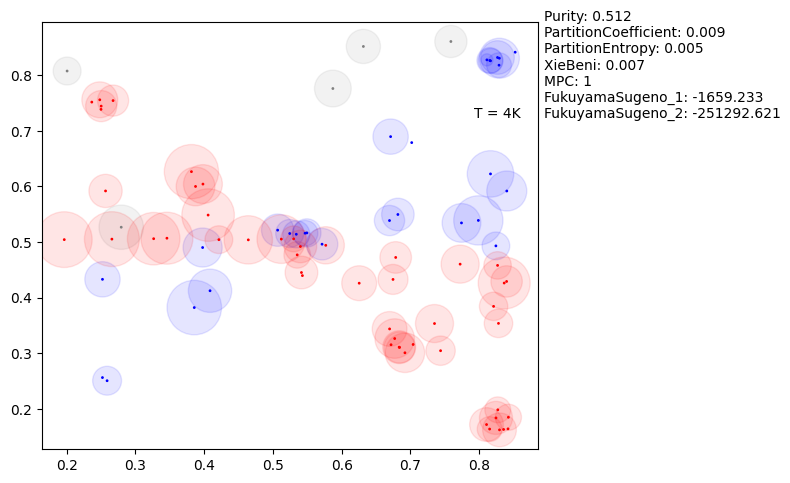 Purity: 0.512
PartitionCoefficient: 0.009
PartitionEntropy: 0.005
XieBeni: 0.007
MPC: 1
FukuyamaSugeno_1: -1659.233
FukuyamaSugeno_2: -251292.621
T = 4K
0.8
0.7
0.6
0.5
0.4
0.3
0.2
0.2 0.3 0.4 0.5 0.6 0.7 0.8